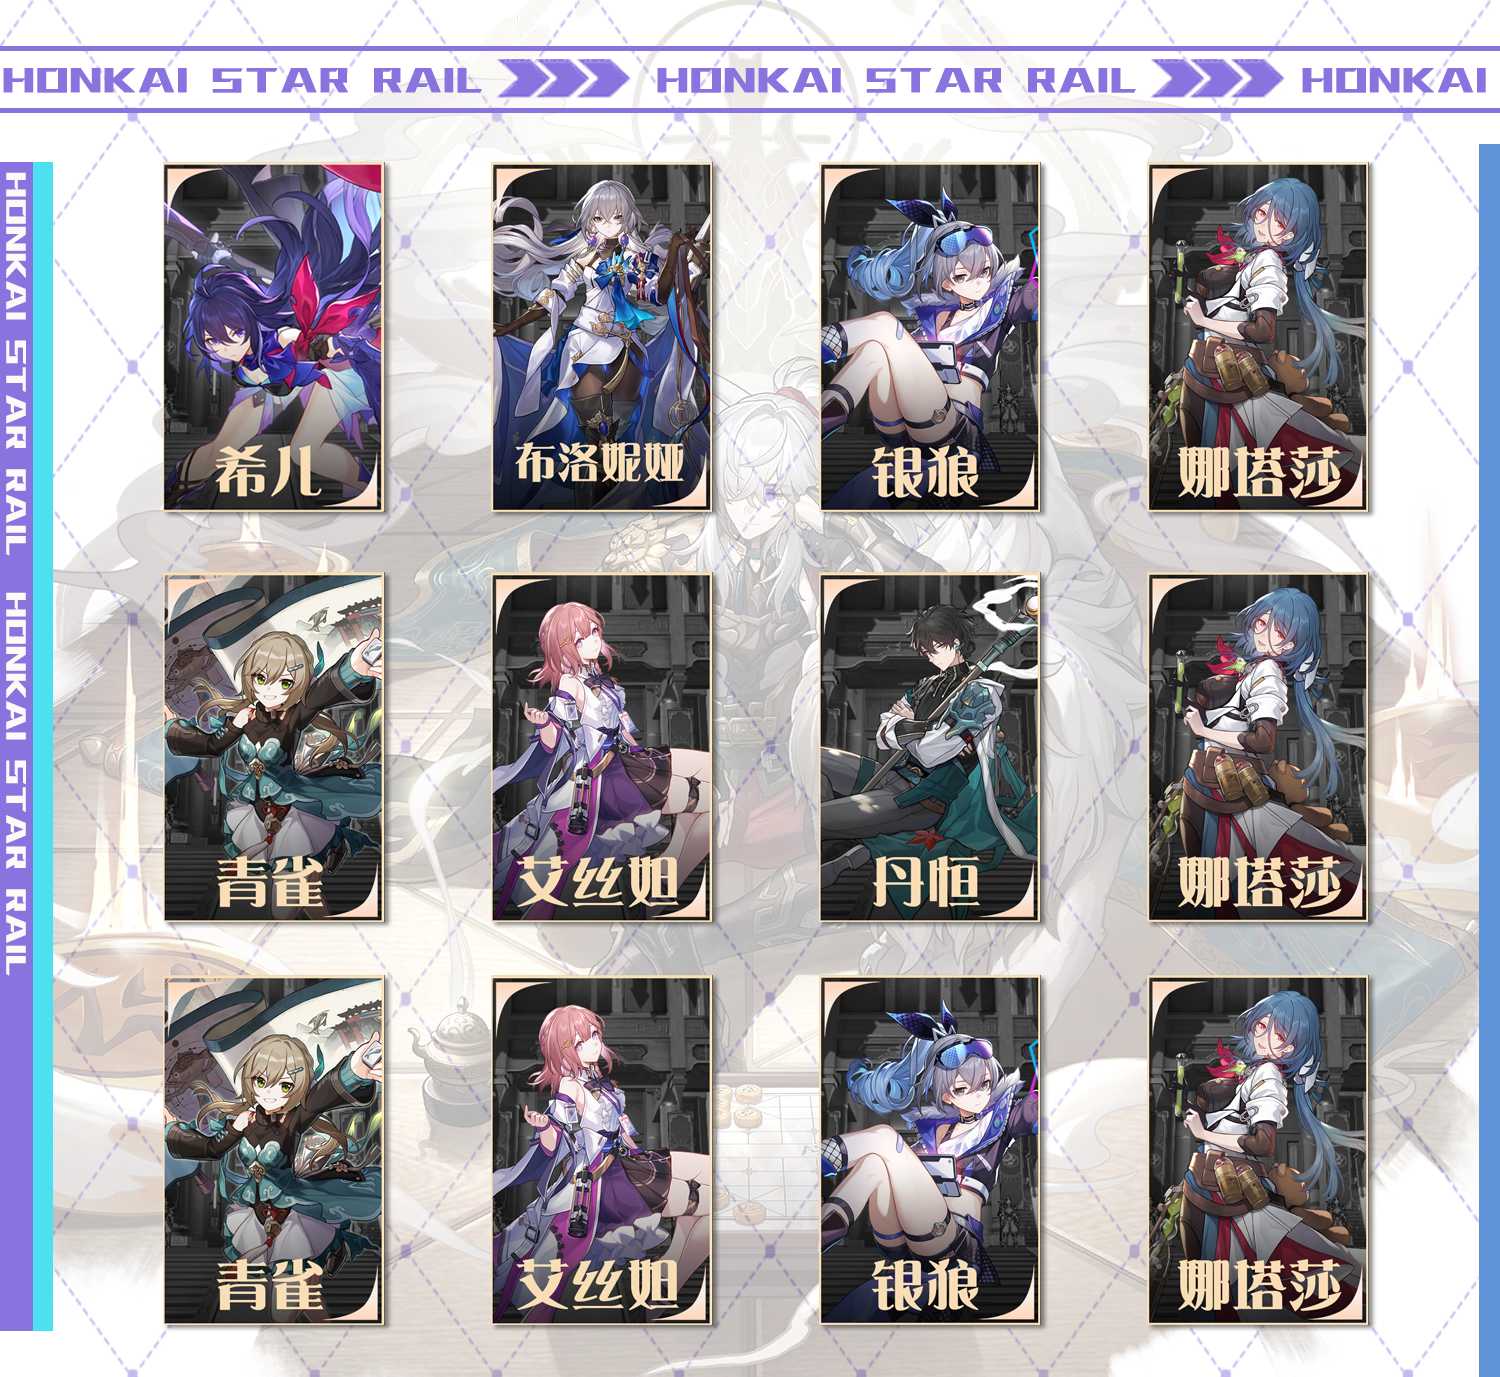 HONKAI STAR RAIL HONKAI STAR RAIL HONKAI
HONKAI STAR RAIL HONKAI STAR RAIL
希儿
布洛妮娅
银狼
娜塔莎
青雀
艾丝妲
丹恒
娜塔莎
青雀
艾丝妲
银狼
娜塔莎